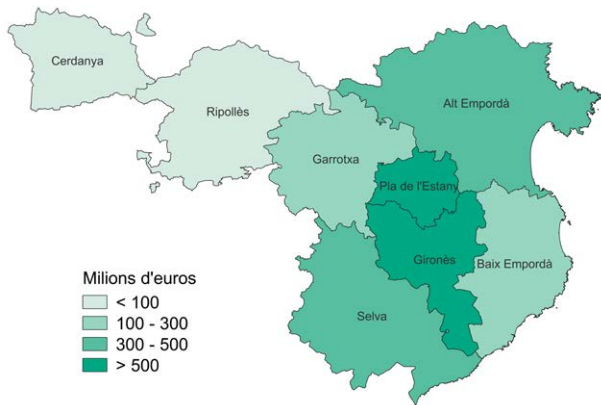 Cerdanya
Ripollès
Alt Empordà
Garrotxa
Pla de l'Estany
Gironès
Baix Empordà
Selva
Milions d'euros
< 100
100 - 300
300 - 500
> 500